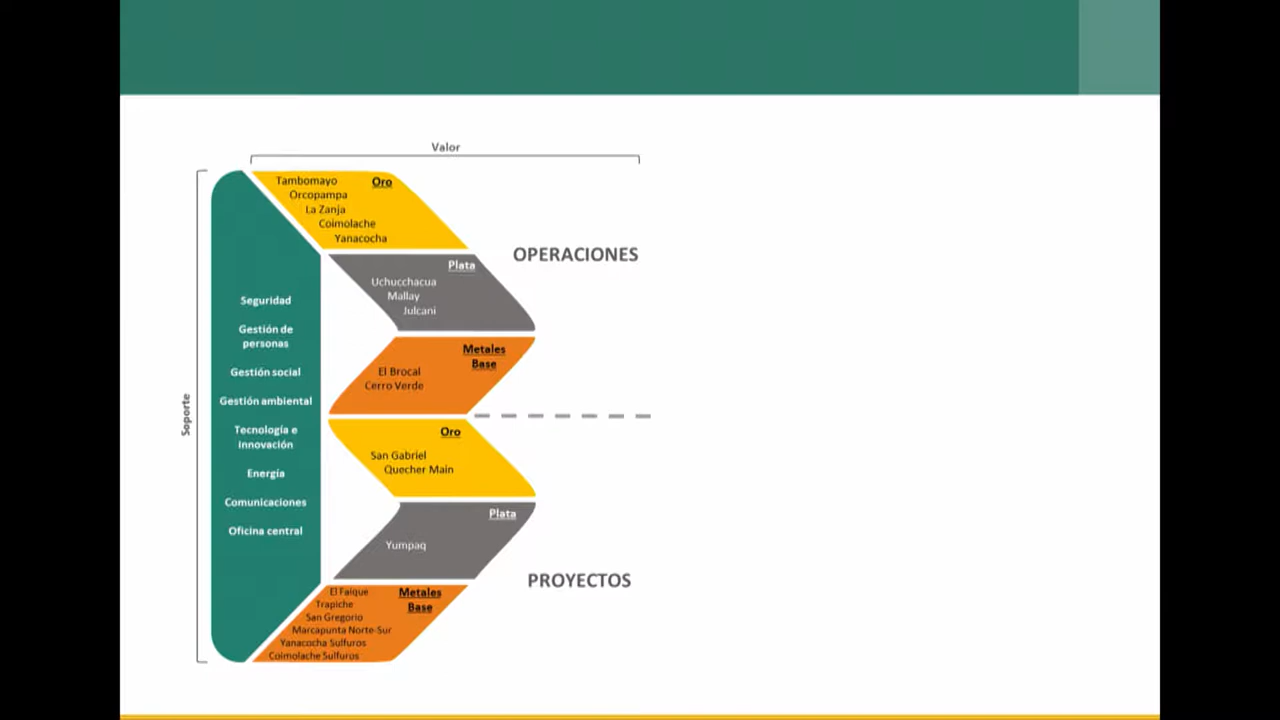 Valor
Soporte
Seguridad
Gestión de
personas
Gestión social
Gestión ambiental
Tecnología e
innovación
Energía
Comunicaciones
Oficina central
Tambomayo
Orcopampa
La Zanja
Coimolache
Yanacocha
Oro
Plata
Uchucchacua
Mallay
Julcani
Metales
Base
El Brocal
Cerro Verde
OPERACIONES
Oro
San Gabriel
Quecher Main
Plata
Yumpaq
Metales
Base
El Faique
Trapiche
San Gregorio
Marcapunta Norte-Sur
Yanacocha Sulfuros
Coimolache Sulfuros
PROYECTOS